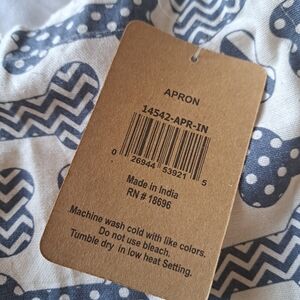 APRON
14542-APR-IN
0 26944 53921 5
Made in India
RN # 18696
Machine wash cold with like colors.
Do not use bleach.
Tumble dry in low heat Setting.